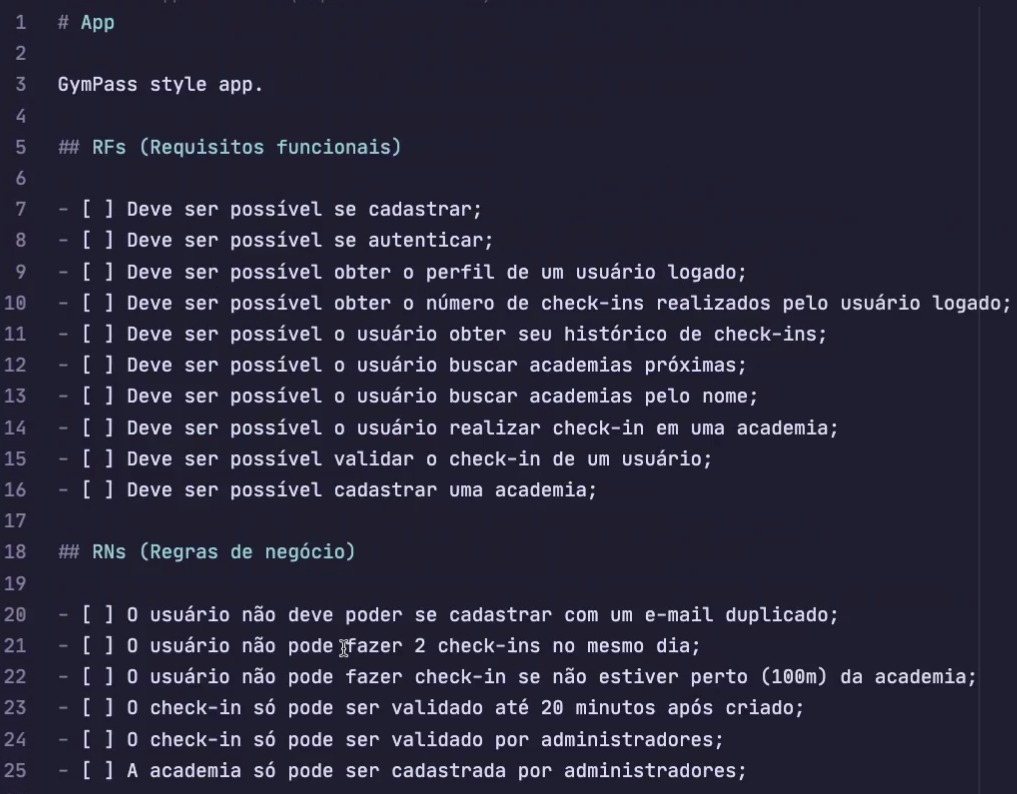 1 # App
2
3 GymPass style app.
4
5 ## RFs (Requisitos funcionais)
6
7 - [ ] Deve ser possível se cadastrar;
8 - [ ] Deve ser possível se autenticar;
9 - [ ] Deve ser possível obter o perfil de um usuário logado;
10 - [ ] Deve ser possível obter o número de check-ins realizados pelo usuário logado;
11 - [ ] Deve ser possível o usuário obter seu histórico de check-ins;
12 - [ ] Deve ser possível o usuário buscar academias próximas;
13 - [ ] Deve ser possível o usuário buscar academias pelo nome;
14 - [ ] Deve ser possível o usuário realizar check-in em uma academia;
15 - [ ] Deve ser possível validar o check-in de um usuário;
16 - [ ] Deve ser possível cadastrar uma academia;
17
18 ## RNs (Regras de negócio)
19
20 - [ ] O usuário não deve poder se cadastrar com um e-mail duplicado;
21 - [ ] O usuário não pode fazer 2 check-ins no mesmo dia;
22 - [ ] O usuário não pode fazer check-in se não estiver perto (100m) da academia;
23 - [ ] O check-in só pode ser validado até 20 minutos após criado;
24 - [ ] O check-in só pode ser validado por administradores;
25 - [ ] A academia só pode ser cadastrada por administradores;